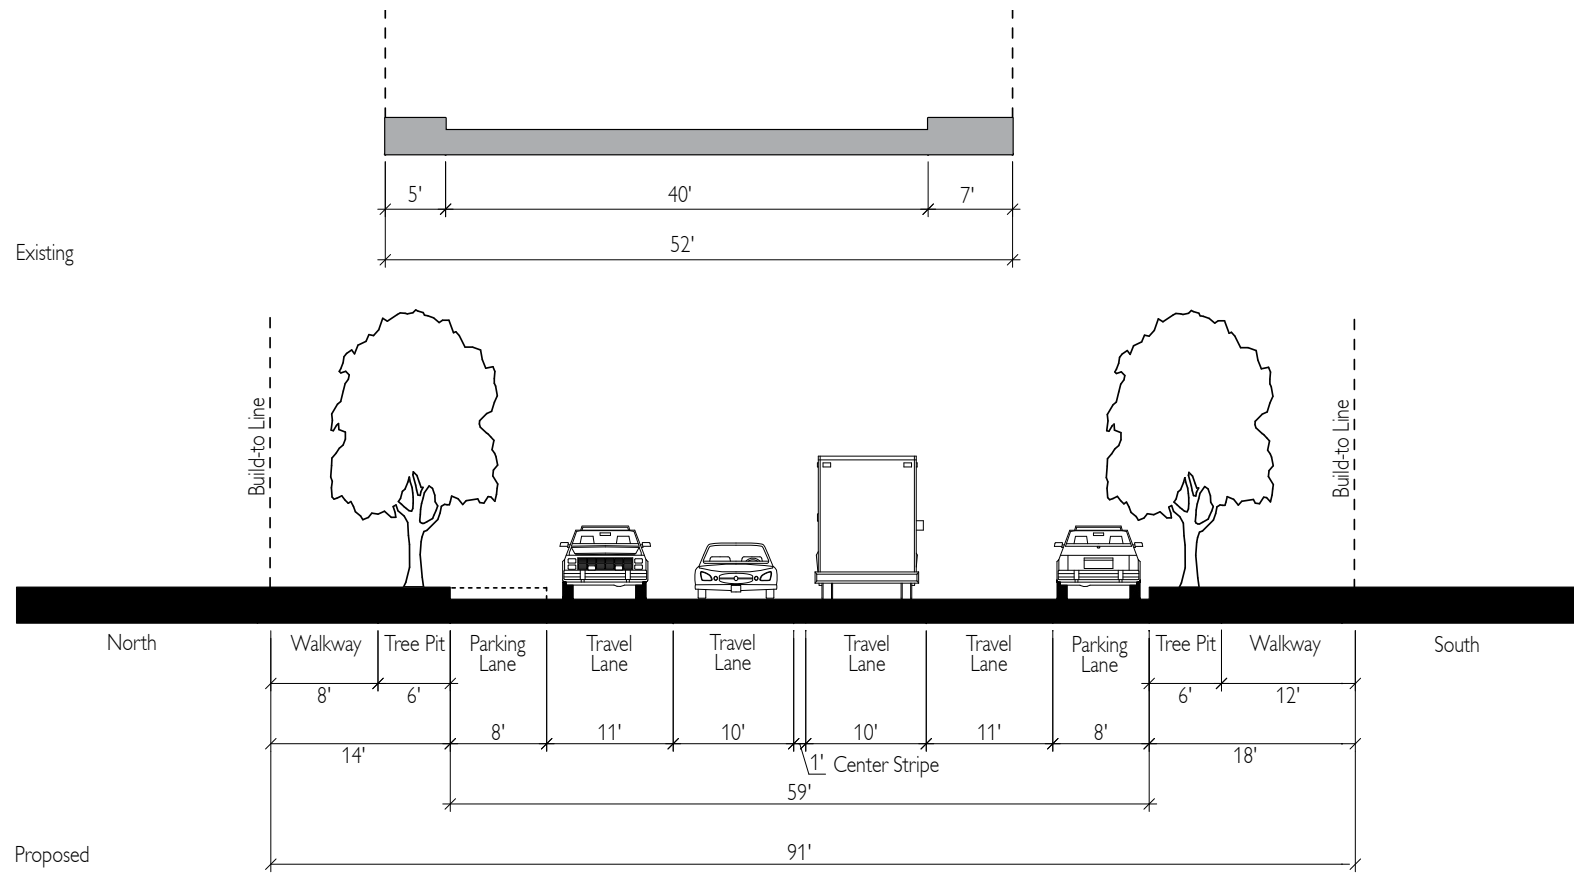 5'
40'
7'
52'
Existing
Build-to Line
Build-to Line
North
Walkway
Tree Pit
Parking
Lane
Travel
Lane
Travel
Lane
Travel
Lane
Travel
Lane
Parking
Lane
Tree Pit
Walkway
South
8'
6'
6'
12'
8'
11'
10'
10'
11'
8'
14'
1' Center Stripe
18'
59'
Proposed
91'